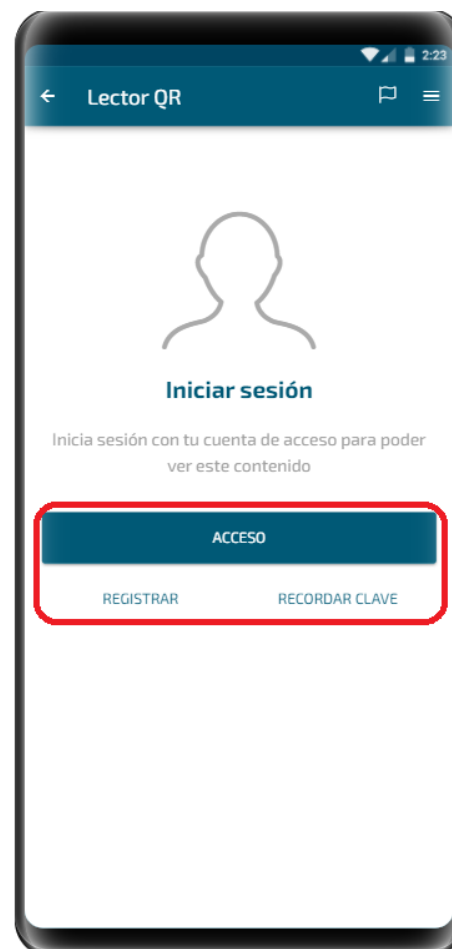 2:23
Lector QR
Iniciar sesión
Inicia sesión con tu cuenta de acceso para poder
ver este contenido
ACCESO
REGISTRAR RECORDAR CLAVE